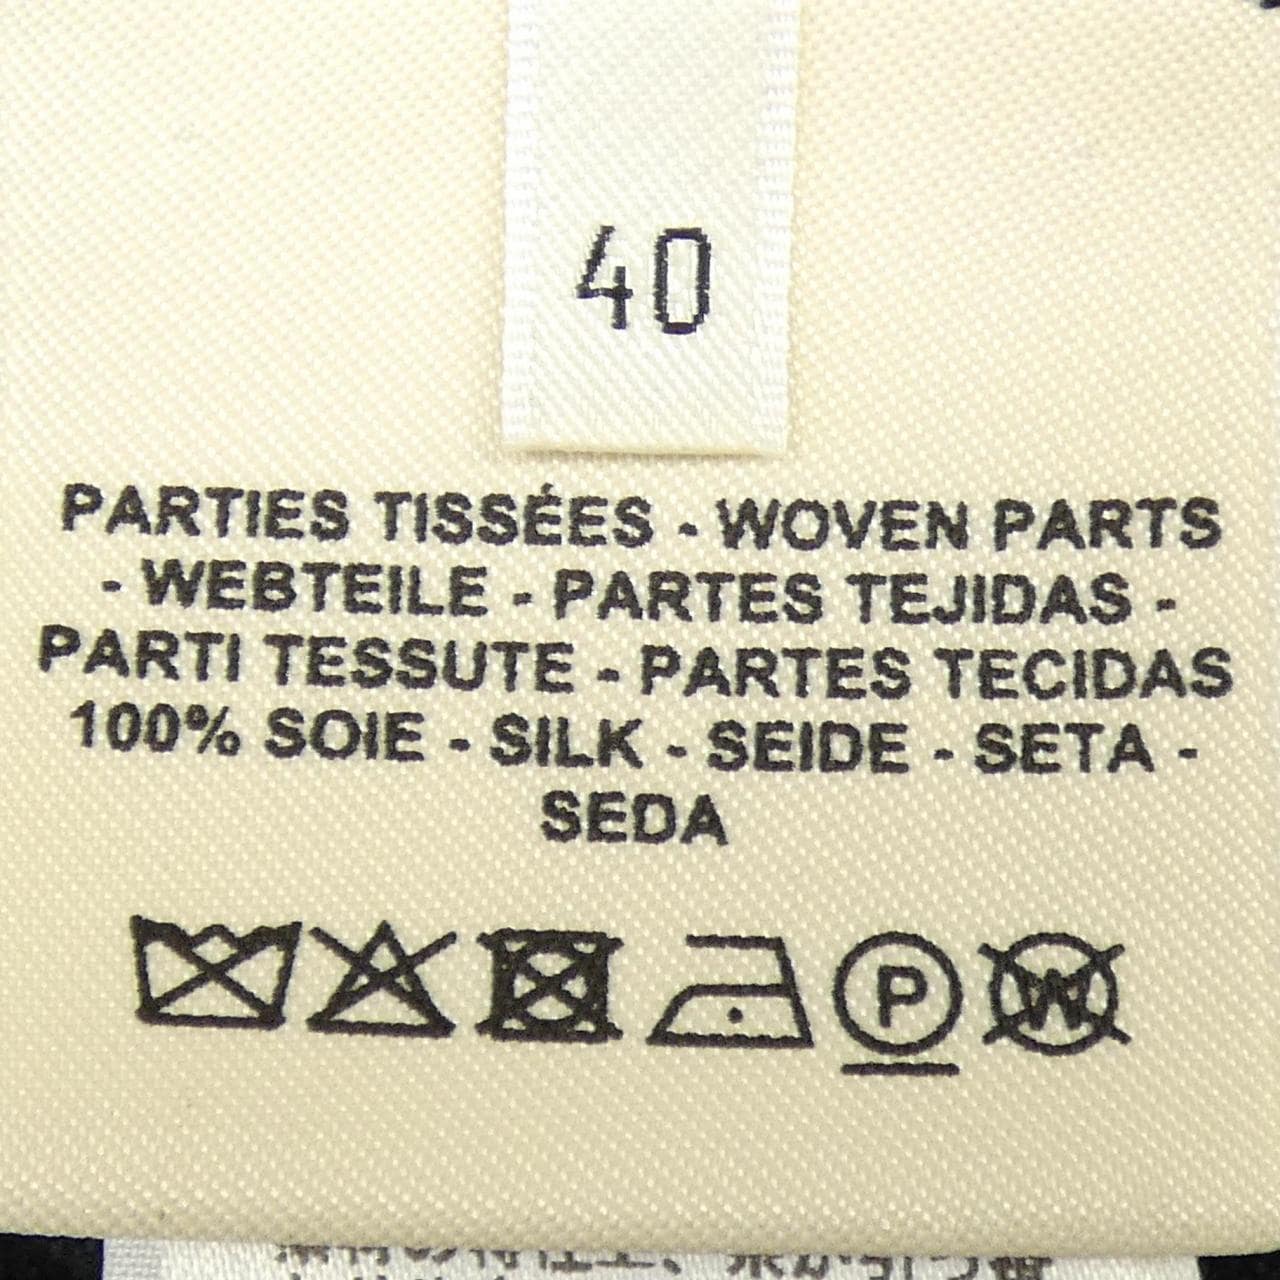 40
PARTIES TISSÉES - WOVEN PARTS
- WEBTEILE - PARTES TEJIDAS -
PARTI TESSUTE - PARTES TECIDAS
100% SOIE - SILK - SEIDE - SETA -
SEDA
P W